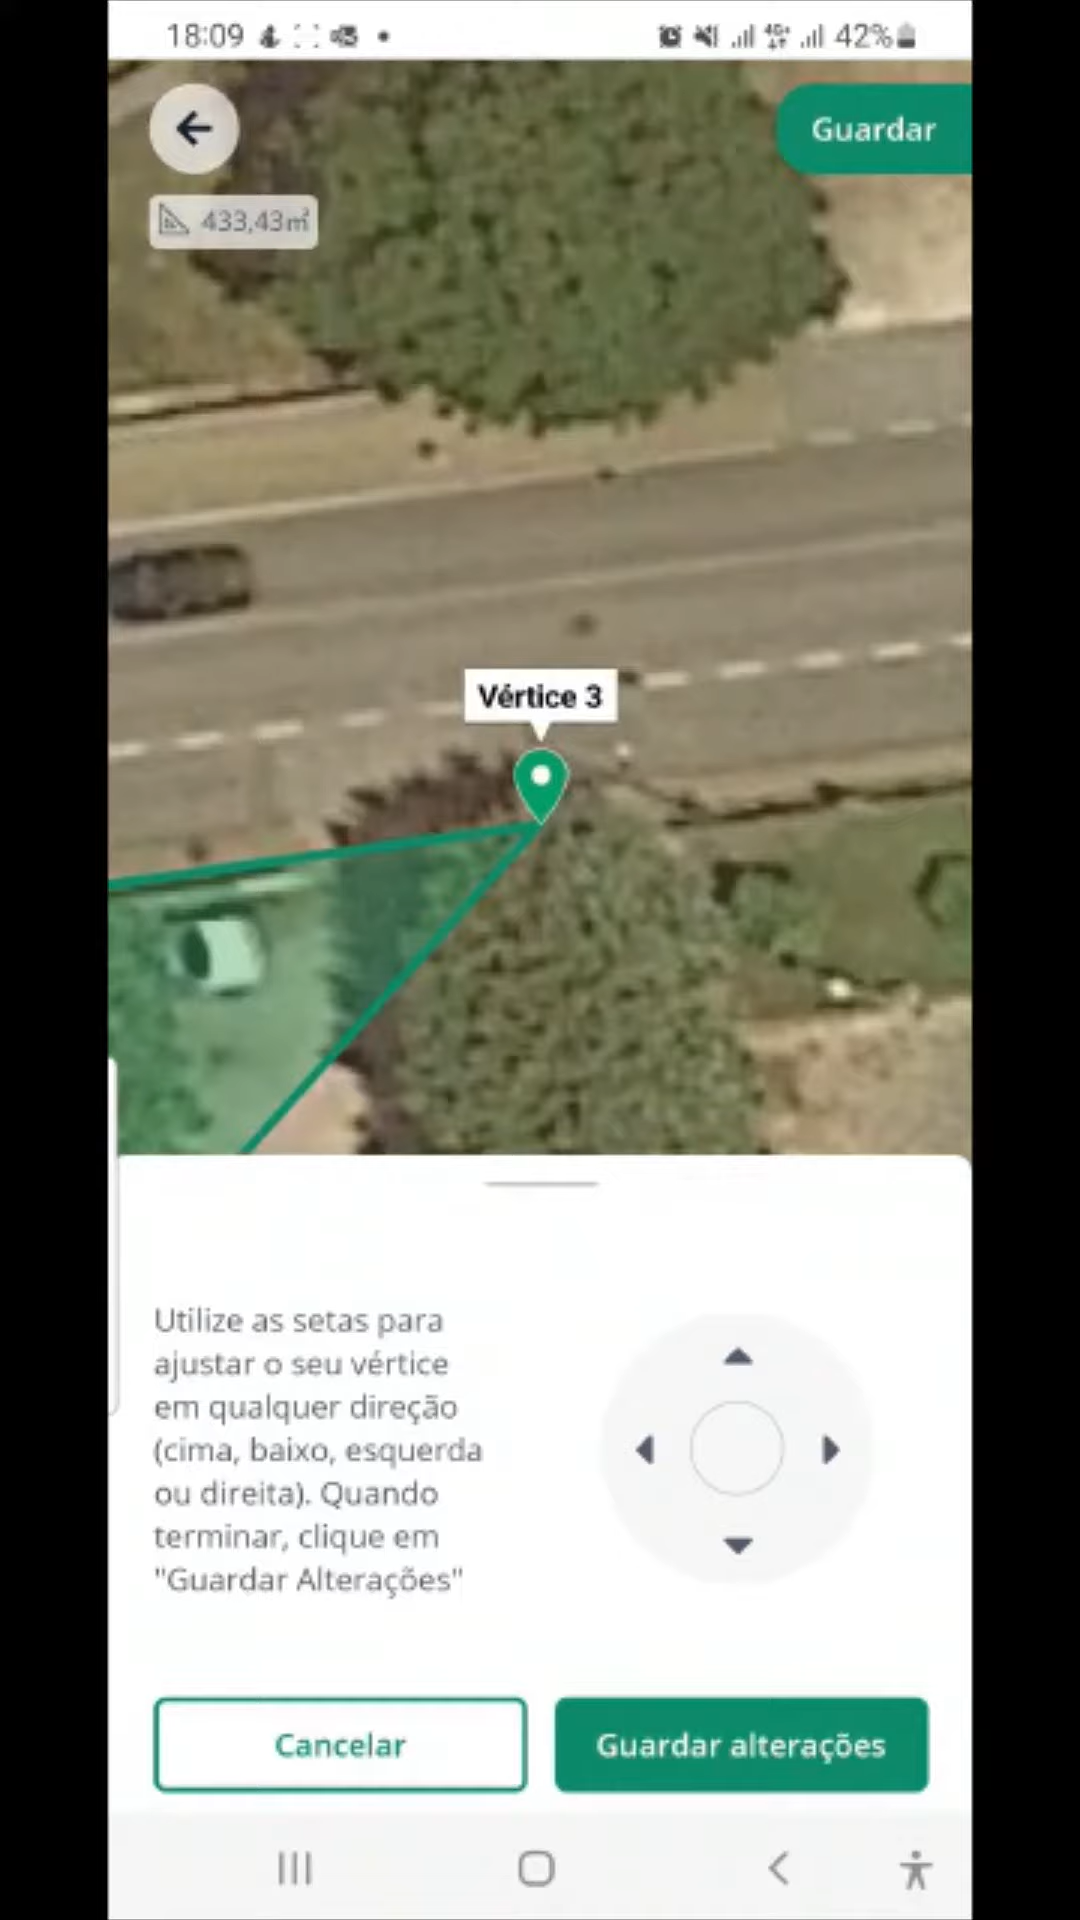 18:09
42%
Guardar
433,43m²
Vértice 3
Utilize as setas para
ajustar o seu vértice
em qualquer direção
(cima, baixo, esquerda
ou direita). Quando
terminar, clique em
"Guardar Alterações"
Cancelar
Guardar alterações